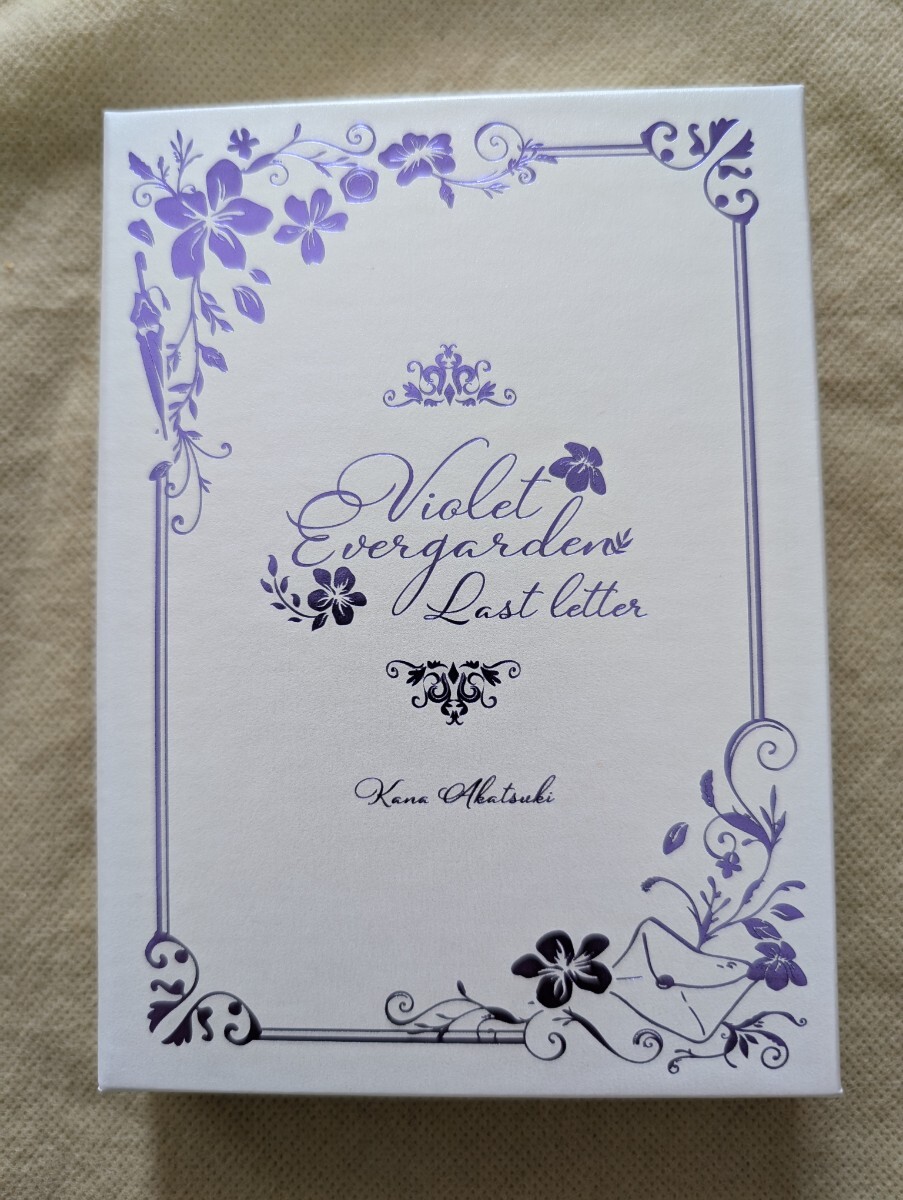 Violet
Evergarden
Last letter
Kana Akatsuki